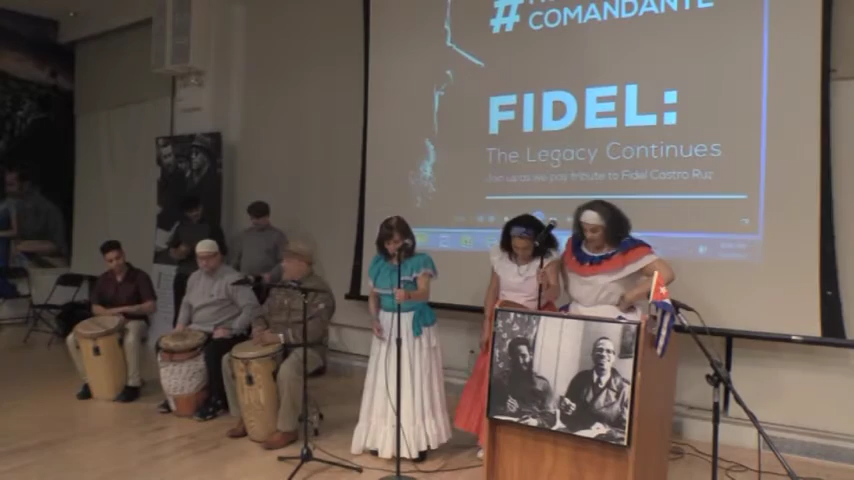 #
COMANDANTE
FIDEL:
The Legacy Continues
Join us as we pay tribute to Fidel Castro Ruz